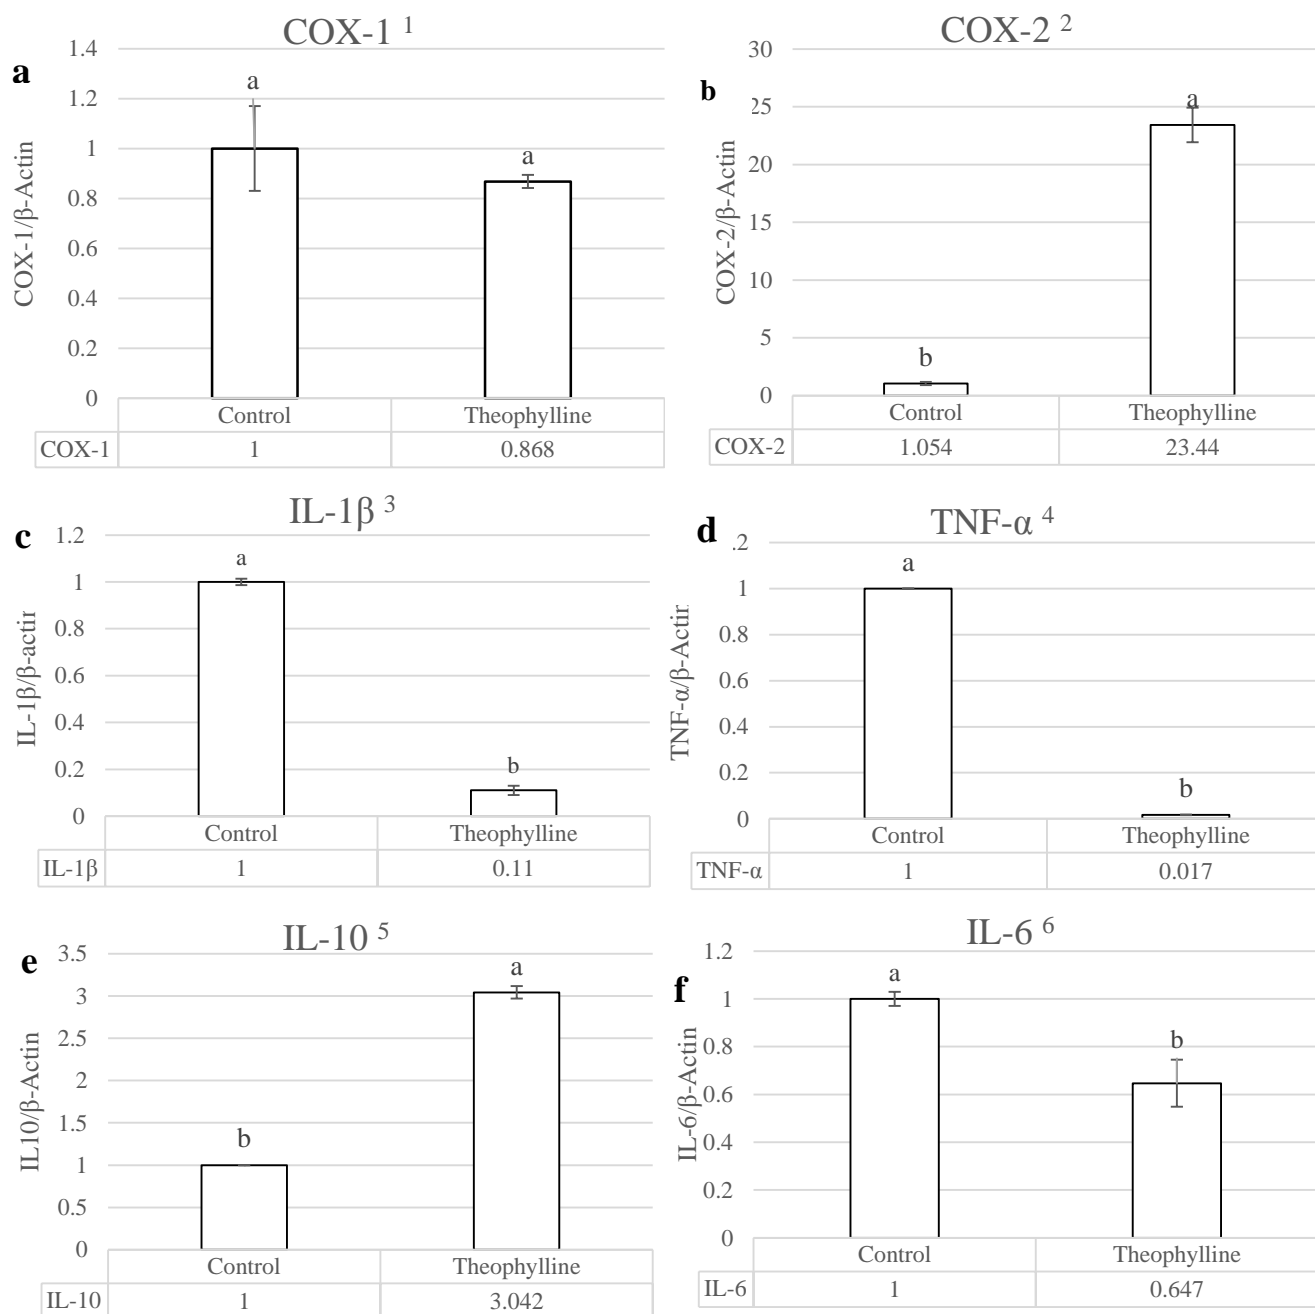 a
COX-1 1
COX-1/β-Actin
1.4
1.2
1
0.8
0.6
0.4
0.2
0
a
a
Control Theophylline
COX-1 1 0.868
b
COX-2 2
COX-2/β-Actin
30
25
20
15
10
5
0
b
a
Control Theophylline
COX-2 1.054 23.44
c
IL-1β 3
IL-1β/β-actin
1.2
1
0.8
0.6
0.4
0.2
0
a
b
Control Theophylline
IL-1β 1 0.11
d
TNF-α 4
TNF-α/β-Actin
.2
1
0.8
0.6
0.4
0.2
0
a
b
Control Theophylline
TNF-α 1 0.017
e
IL-10 5
IL10/β-Actin
3.5
3
2.5
2
1.5
1
0.5
0
b
a
Control Theophylline
IL-10 1 3.042
f
IL-6 6
IL-6/β-Actin
1.2
1
0.8
0.6
0.4
0.2
0
a
b
Control Theophylline
IL-6 1 0.647